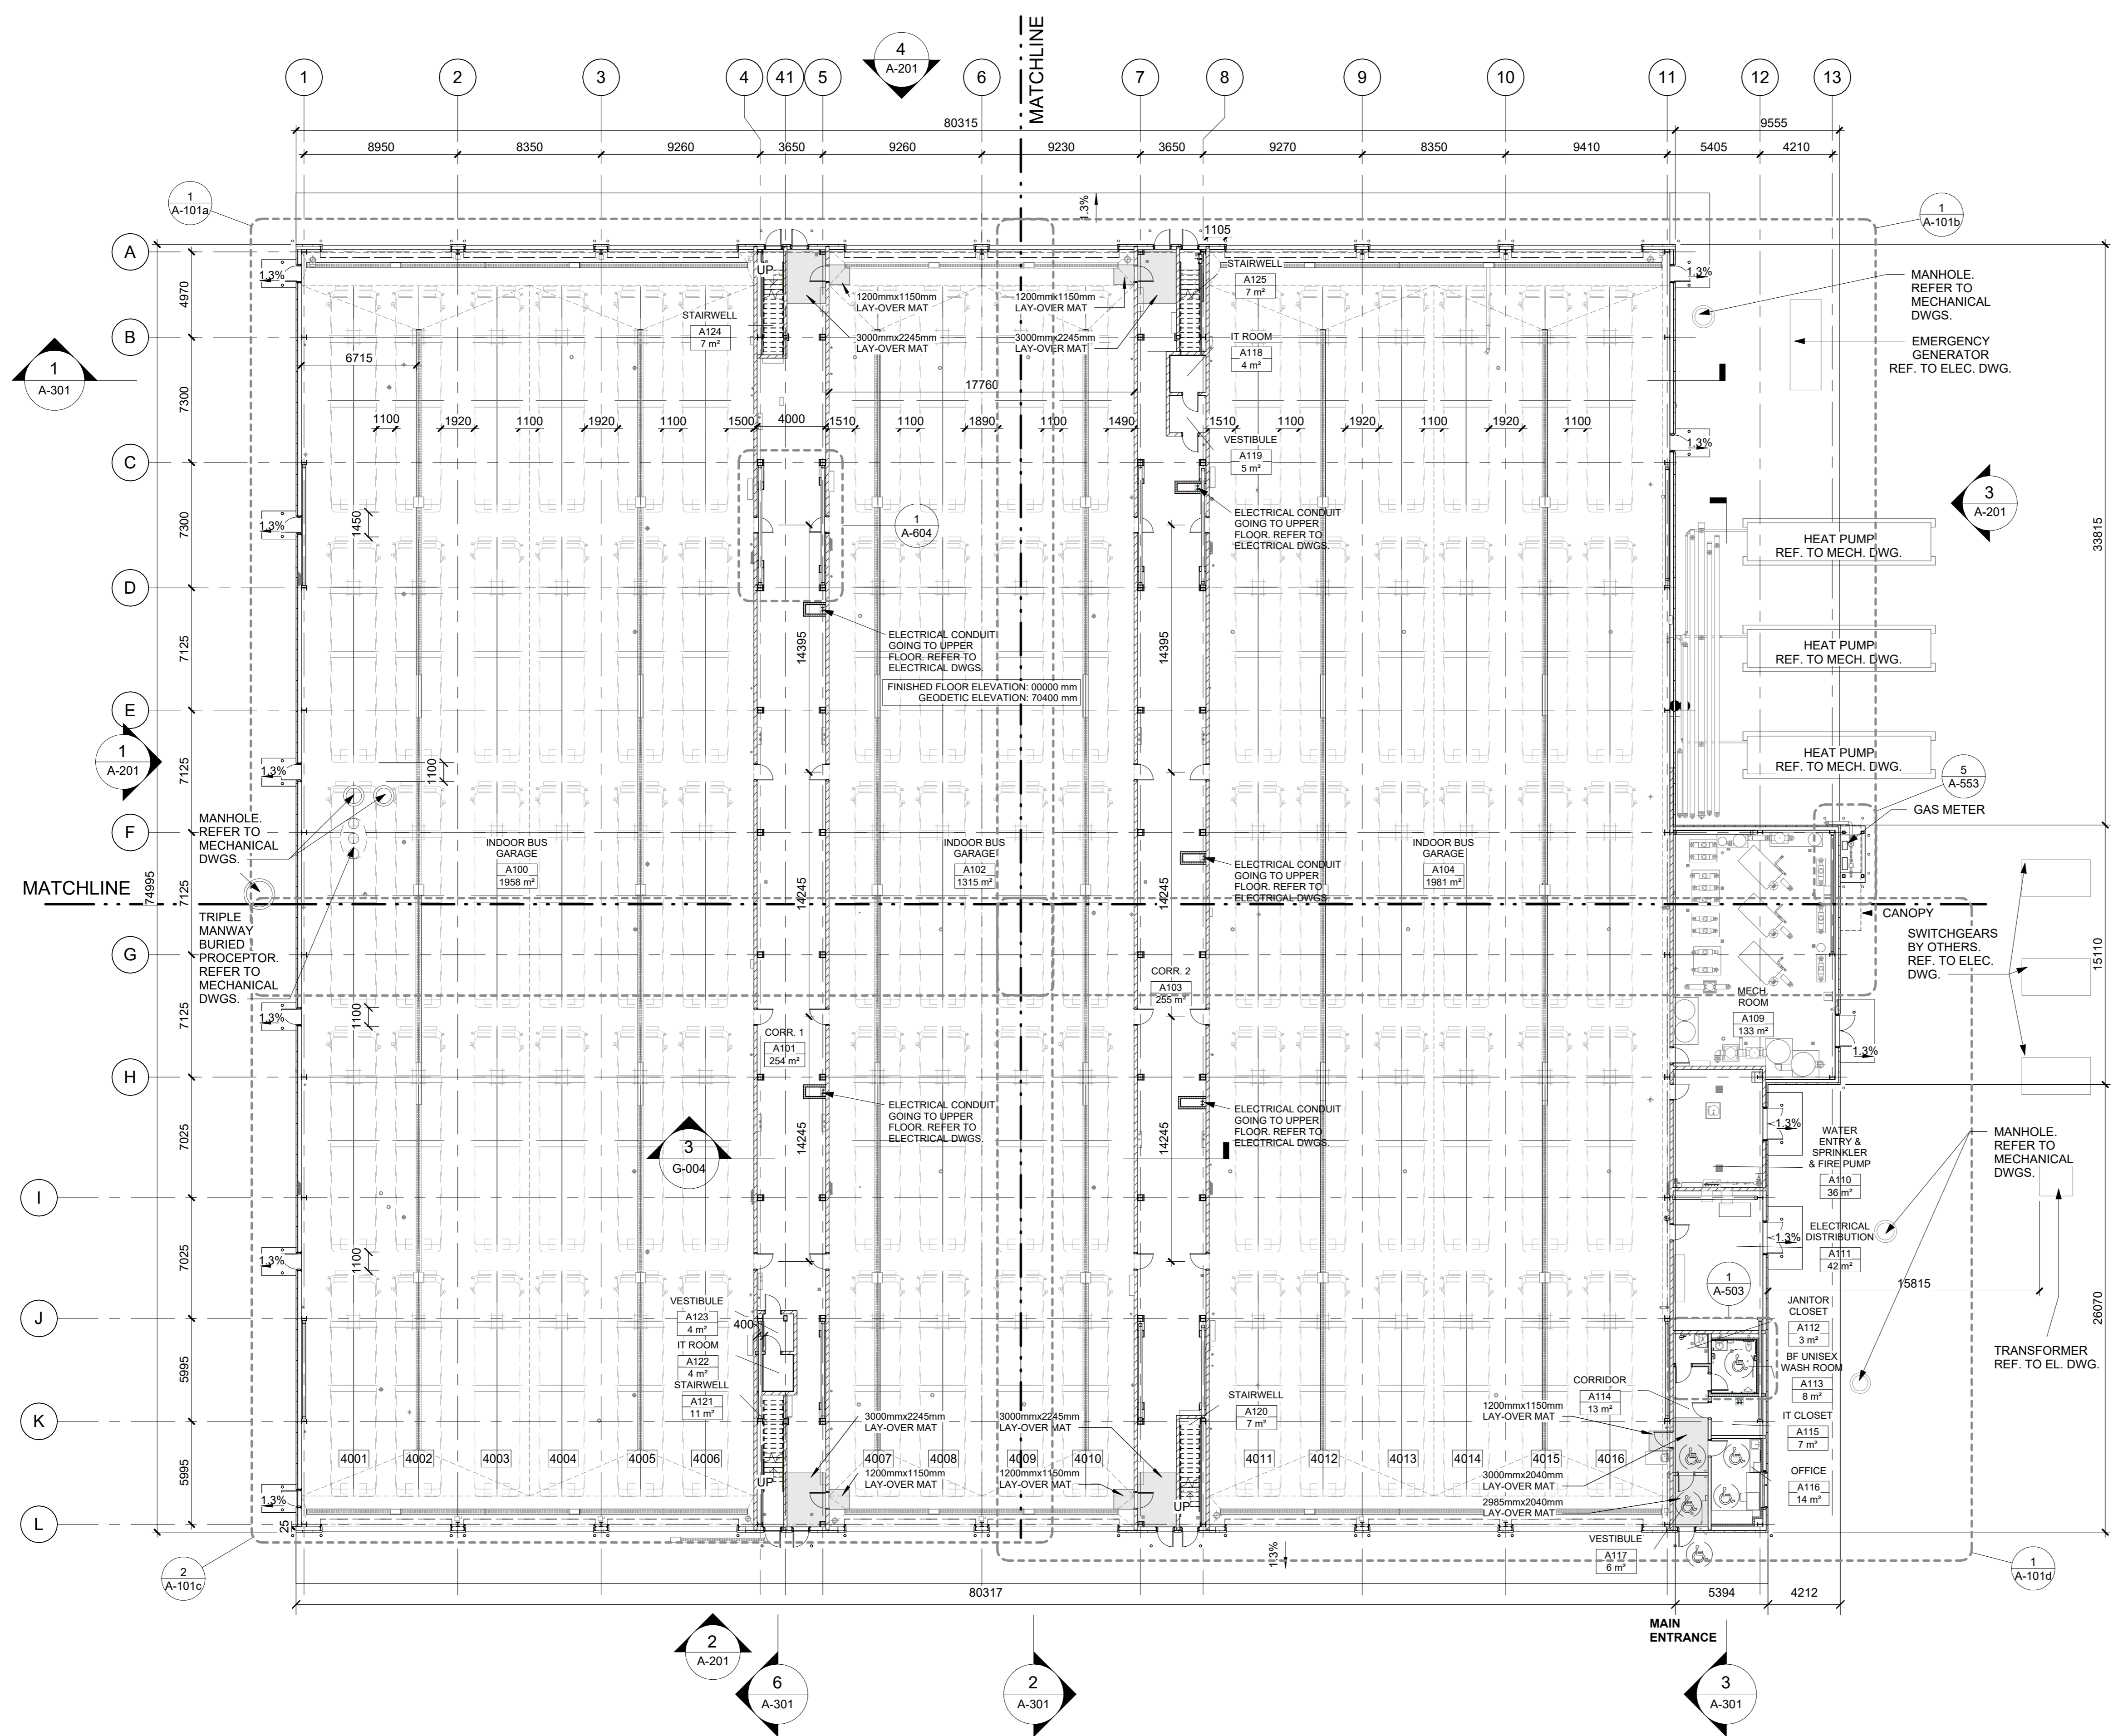 MATCHLINE
4
A-201
1
2
3
4
41
5
6
7
8
9
10
11
12
13
80315
9555
8950
8350
9260
3650
9260
9230
3650
9270
8350
9410
5405
4210
1
A-101a
1
A-101b
1.3%
1105
A
B
C
D
E
F
G
H
I
J
K
L
4970
7300
7300
7125
7125
7125
7125
7025
7025
5995
5995
74995
25
1.3%
1.3%
1.3%
1.3%
1.3%
1.3%
UP
STAIRWELL
A124
7 m²
1200mmx1150mm
LAY-OVER MAT
3000mmx2245mm
LAY-OVER MAT
1200mmx1150mm
LAY-OVER MAT
3000mmx2245mm
LAY-OVER MAT
STAIRWELL
A125
7 m²
IT ROOM
A118
4 m²
VESTIBULE
A119
5 m²
1.3%
1.3%
MANHOLE.
REFER TO
MECHANICAL
DWGS.
EMERGENCY
GENERATOR
REF. TO ELEC. DWG.
1
A-301
6715
17760
1100
1920
1100
1920
1100
1500
4000
1510
1100
1890
1100
1490
1510
1100
1920
1100
1920
1100
1450
1
A-604
ELECTRICAL CONDUIT
GOING TO UPPER
FLOOR. REFER TO
ELECTRICAL DWGS.
3
A-201
33815
HEAT PUMP
REF. TO MECH. DWG.
HEAT PUMP
REF. TO MECH. DWG.
HEAT PUMP
REF. TO MECH. DWG.
14395
14395
ELECTRICAL CONDUIT
GOING TO UPPER
FLOOR. REFER TO
ELECTRICAL DWGS.
FINISHED FLOOR ELEVATION: 00000 mm
GEODETIC ELEVATION: 70400 mm
1
A-201
1100
5
A-553
GAS METER
MANHOLE.
REFER TO
MECHANICAL
DWGS.
INDOOR BUS
GARAGE
A100
1958 m²
INDOOR BUS
GARAGE
A102
1315 m²
INDOOR BUS
GARAGE
A104
1981 m²
ELECTRICAL CONDUIT
GOING TO UPPER
FLOOR. REFER TO
ELECTRICAL DWGS.
14245
14245
MATCHLINE
CANOPY
TRIPLE
MANWAY
BURIED
PROCEPTOR.
REFER TO
MECHANICAL
DWGS.
SWITCHGEARS
BY OTHERS.
REF. TO ELEC.
DWG.
15110
CORR. 2
A103
255 m²
MECH.
ROOM
A109
133 m²
1.3%
1100
CORR. 1
A101
254 m²
ELECTRICAL CONDUIT
GOING TO UPPER
FLOOR. REFER TO
ELECTRICAL DWGS.
ELECTRICAL CONDUIT
GOING TO UPPER
FLOOR. REFER TO
ELECTRICAL DWGS.
3
G-004
14245
14245
1.3%
WATER
ENTRY &
SPRINKLER
& FIRE PUMP
A110
36 m²
MANHOLE.
REFER TO
MECHANICAL
DWGS.
1100
1.3%
ELECTRICAL
DISTRIBUTION
A111
42 m²
1
A-503
15815
26070
VESTIBULE
A123
4 m²
400
IT ROOM
A122
4 m²
STAIRWELL
A121
11 m²
JANITOR
CLOSET
A112
3 m²
BF UNISEX
WASH ROOM
A113
8 m²
TRANSFORMER
REF. TO EL. DWG.
CORRIDOR
A114
13 m²
STAIRWELL
A120
7 m²
1200mmx1150mm
LAY-OVER MAT
IT CLOSET
A115
7 m²
3000mmx2245mm
LAY-OVER MAT
3000mmx2245mm
LAY-OVER MAT
4001
4002
4003
4004
4005
4006
4007
4008
4009
4010
4011
4012
4013
4014
4015
4016
UP
1200mmx1150mm
LAY-OVER MAT
1200mmx1150mm
LAY-OVER MAT
UP
3000mmx2040mm
LAY-OVER MAT
2985mmx2040mm
LAY-OVER MAT
OFFICE
A116
14 m²
VESTIBULE
A117
6 m²
1.3%
2
A-101c
1
A-101d
80317
5394
4212
MAIN
ENTRANCE
2
A-201
6
A-301
2
A-301
3
A-301